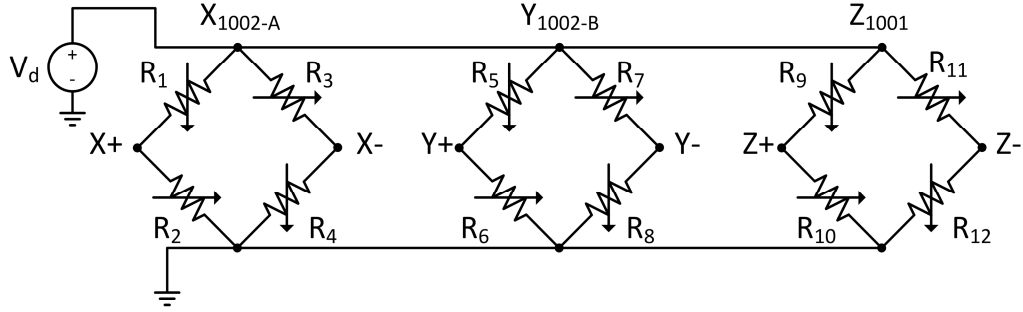 X1002-A Y1002-B Z1001
Vd + -
R1 R3 R5 R7 R9 R11
X+ X- Y+ Y- Z+ Z-
R2 R4 R6 R8 R10 R12